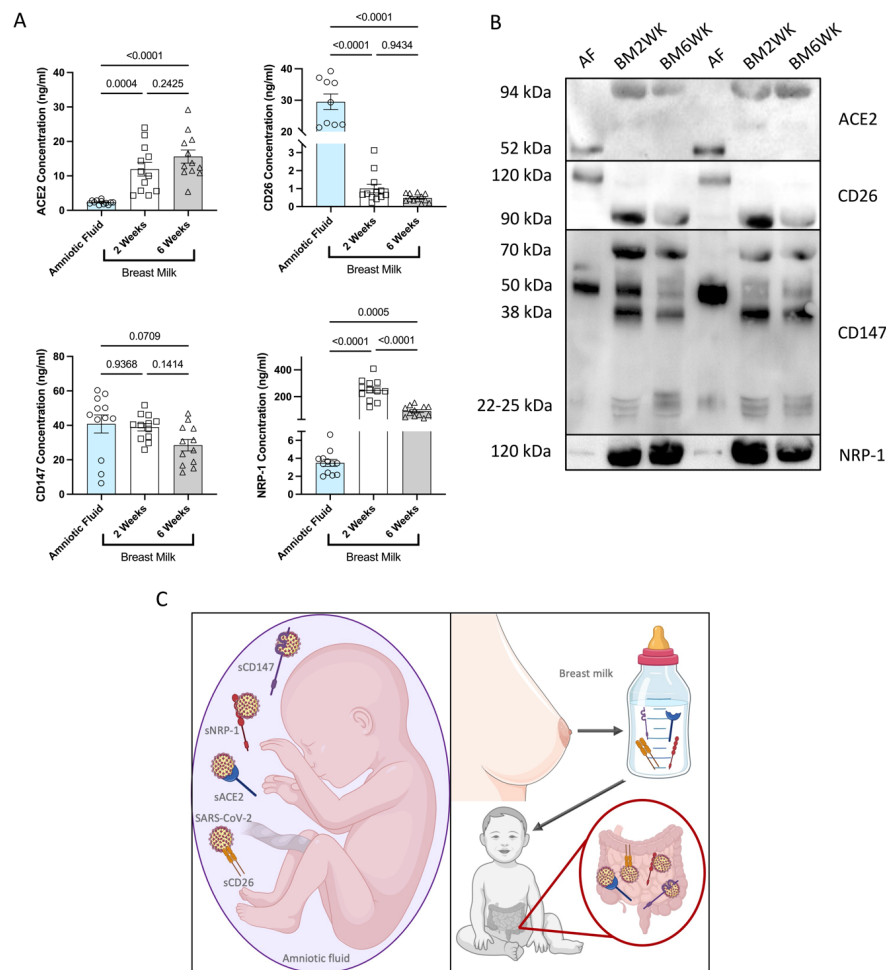 A
<0.0001
0.0004
0.2425
ACE2 Concentration (ng/ml)
40
30
20
10
0
Amniotic Fluid
2 Weeks
6 Weeks
Breast Milk
<0.0001
<0.0001
0.9434
CD26 Concentration (ng/ml)
40
30
20
3
2
1
0
Amniotic Fluid
2 Weeks
6 Weeks
Breast Milk
0.0709
0.9368
0.1414
CD147 Concentration (ng/ml)
80
60
40
20
0
Amniotic Fluid
2 Weeks
6 Weeks
Breast Milk
0.0005
<0.0001
<0.0001
NRP-1 Concntration (ng/ml)
400
200
6
4
2
0
Amniotic Fluid
2 Weeks
6 Weeks
Breast Milk
B
AF
BM2WK
BM6WK
AF
BM2WK
BM6WK
94 kDa
52 kDa
ACE2
120 kDa
90 kDa
CD26
70 kDa
50 kDa
38 kDa
22-25 kDa
CD147
120 kDa
NRP-1
C
sCD147
sNRP-1
sACE2
SARS-CoV-2
sCD26
Amniotic fluid
Breast milk